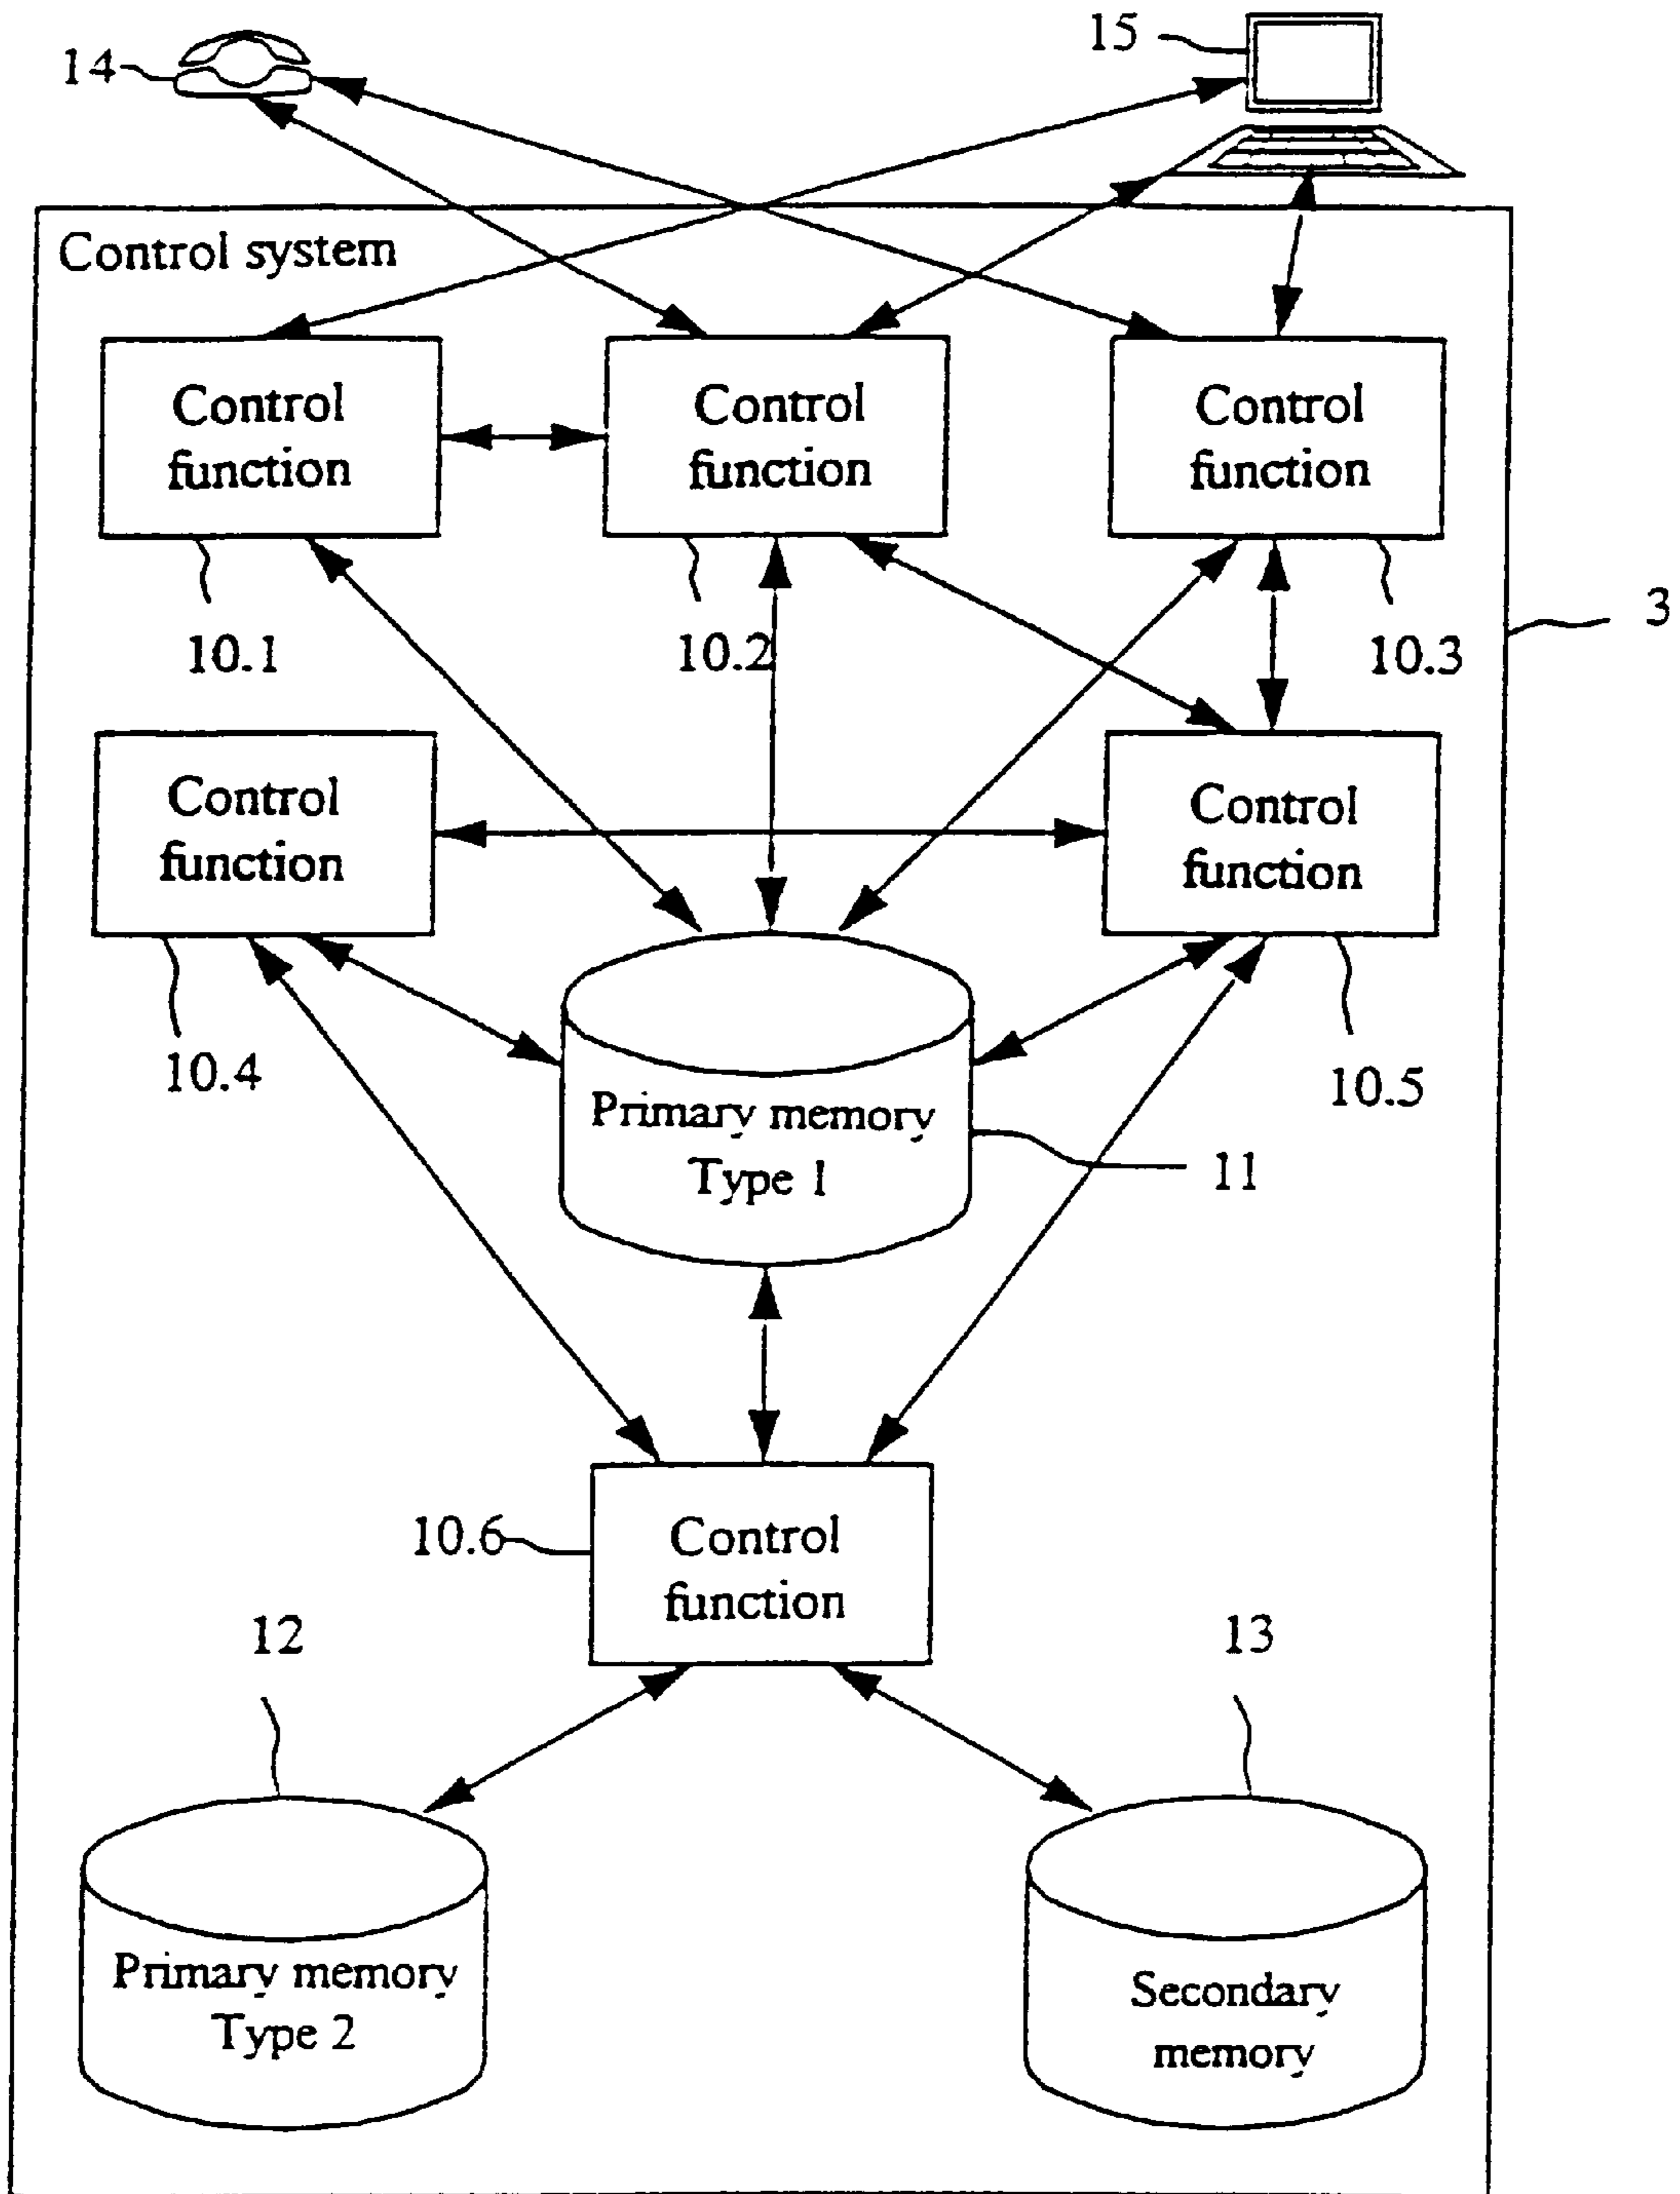 14
15
Control system
Control
function
Control
function
Control
function
3
10.1
10.2
10.3
Control
function
Control
function
10.4
10.5
Primary memory
Type 1
11
10.6
Control
function
12
13
Primary memory
Type 2
Secondary
memory